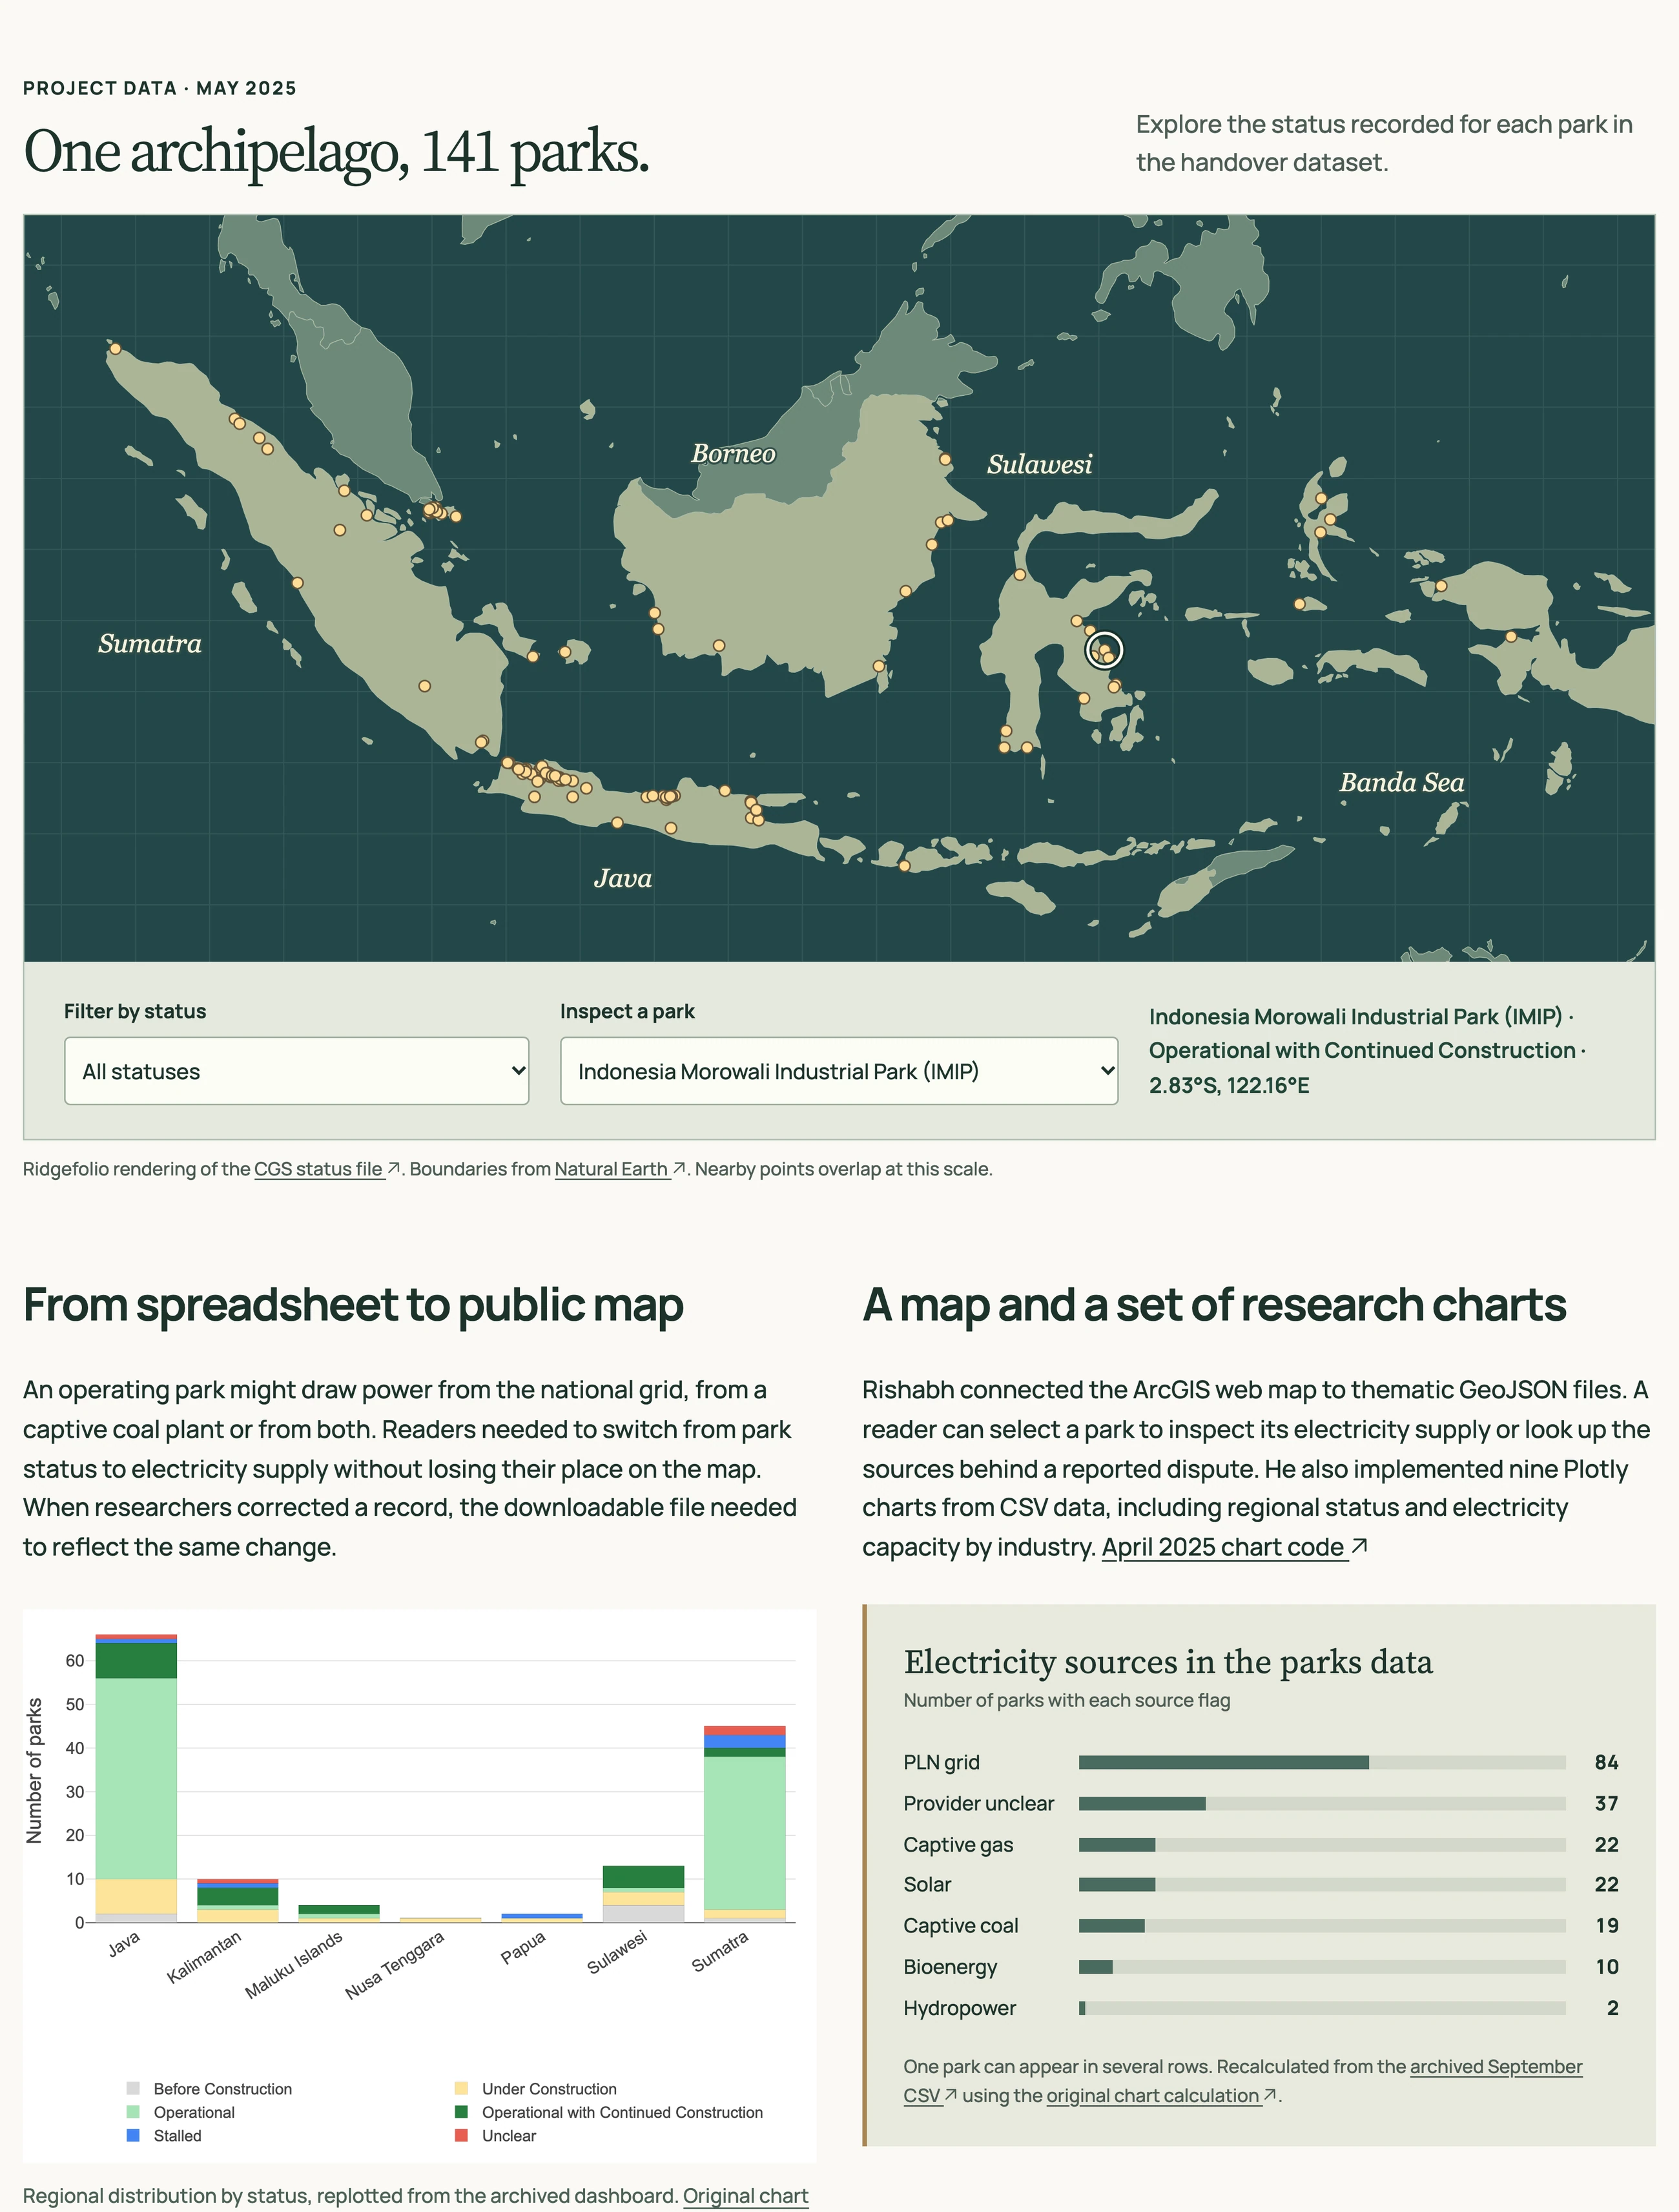 PROJECT DATA · MAY 2025
One archipelago, 141 parks.
Explore the status recorded for each park in
the handover dataset.
Borneo
Sulawesi
Sumatra
Banda Sea
Java
Filter by status
All statuses
Inspect a park
Indonesia Morowali Industrial Park (IMIP)
Indonesia Morowali Industrial Park (IMIP) ·
Operational with Continued Construction ·
2.83°S, 122.16°E
Ridgefolio rendering of the CGS status file ↗. Boundaries from Natural Earth ↗. Nearby points overlap at this scale.
From spreadsheet to public map
An operating park might draw power from the national grid, from a
captive coal plant or from both. Readers needed to switch from park
status to electricity supply without losing their place on the map.
When researchers corrected a record, the downloadable file needed
to reflect the same change.
A map and a set of research charts
Rishabh connected the ArcGIS web map to thematic GeoJSON files. A
reader can select a park to inspect its electricity supply or look up the
sources behind a reported dispute. He also implemented nine Plotly
charts from CSV data, including regional status and electricity
capacity by industry. April 2025 chart code ↗
Number of parks
60
50
40
30
20
10
0
Java
Kalimantan
Maluku Islands
Nusa Tenggara
Papua
Sulawesi
Sumatra
Before Construction
Under Construction
Operational
Operational with Continued Construction
Stalled
Unclear
Regional distribution by status, replotted from the archived dashboard. Original chart
Electricity sources in the parks data
Number of parks with each source flag
PLN grid 84
Provider unclear 37
Captive gas 22
Solar 22
Captive coal 19
Bioenergy 10
Hydropower 2
One park can appear in several rows. Recalculated from the archived September
CSV ↗ using the original chart calculation ↗.